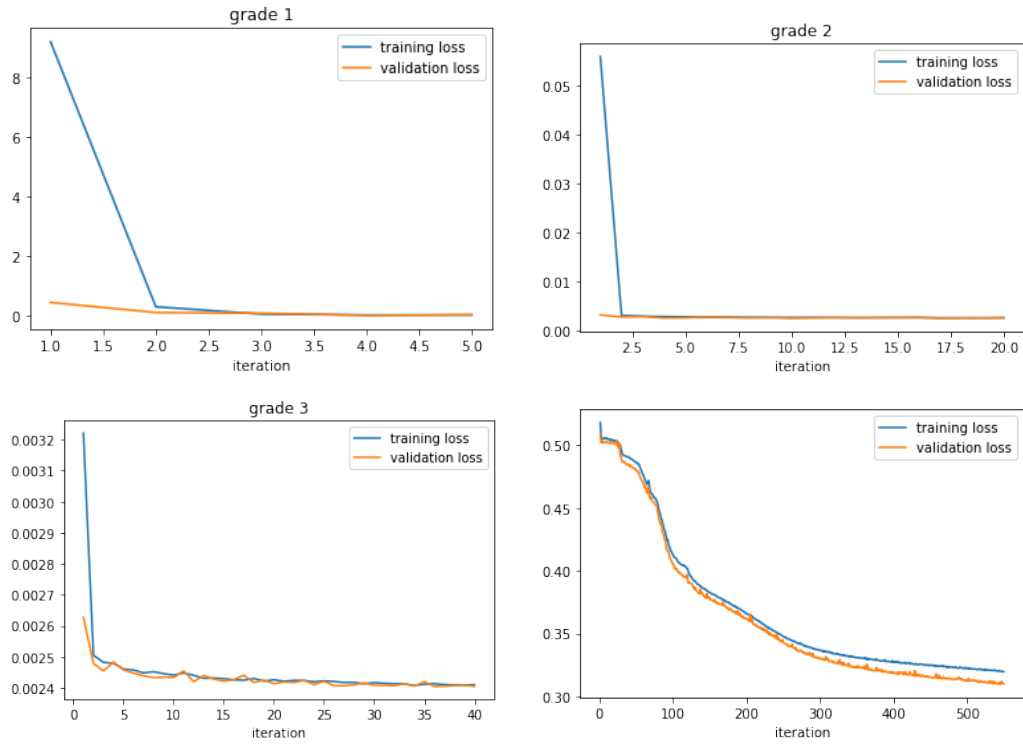 grade 1
training loss
validation loss
8
6
4
2
0
1.0 1.5 2.0 2.5 3.0 3.5 4.0 4.5 5.0
iteration
grade 2
training loss
validation loss
0.05
0.04
0.03
0.02
0.01
0.00
2.5 5.0 7.5 10.0 12.5 15.0 17.5 20.0
iteration
grade 3
training loss
validation loss
0.0032
0.0031
0.0030
0.0029
0.0028
0.0027
0.0026
0.0025
0.0024
0 5 10 15 20 25 30 35 40
iteration
training loss
validation loss
0.50
0.45
0.40
0.35
0.30
0 100 200 300 400 500
iteration